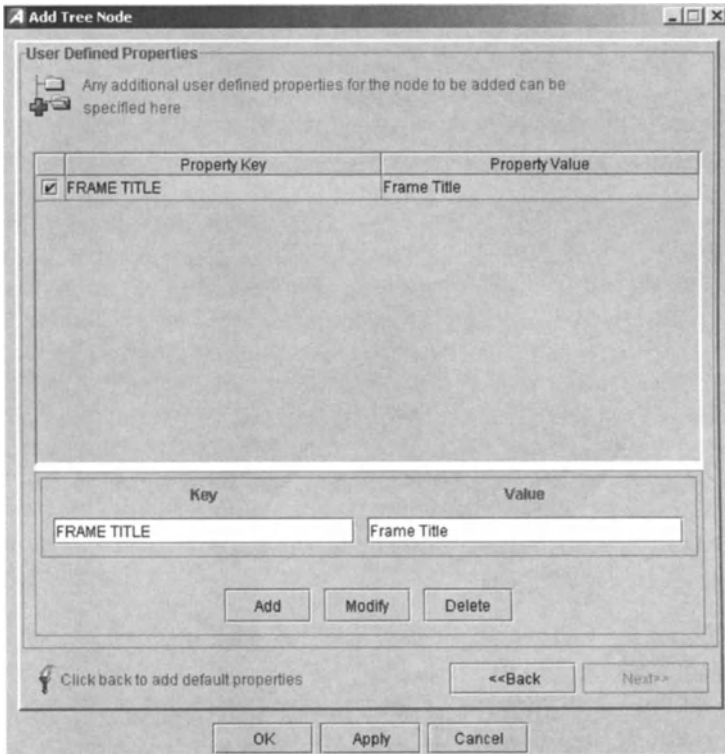 Add Tree Node
User Defined Properties
Any additional user defined properties for the node to be added can be
specified here
Property Key Property Value
FRAME TITLE Frame Title
Key Value
FRAME TITLE Frame Title
Add Modify Delete
Click back to add default properties <<Back Next>>
OK Apply Cancel